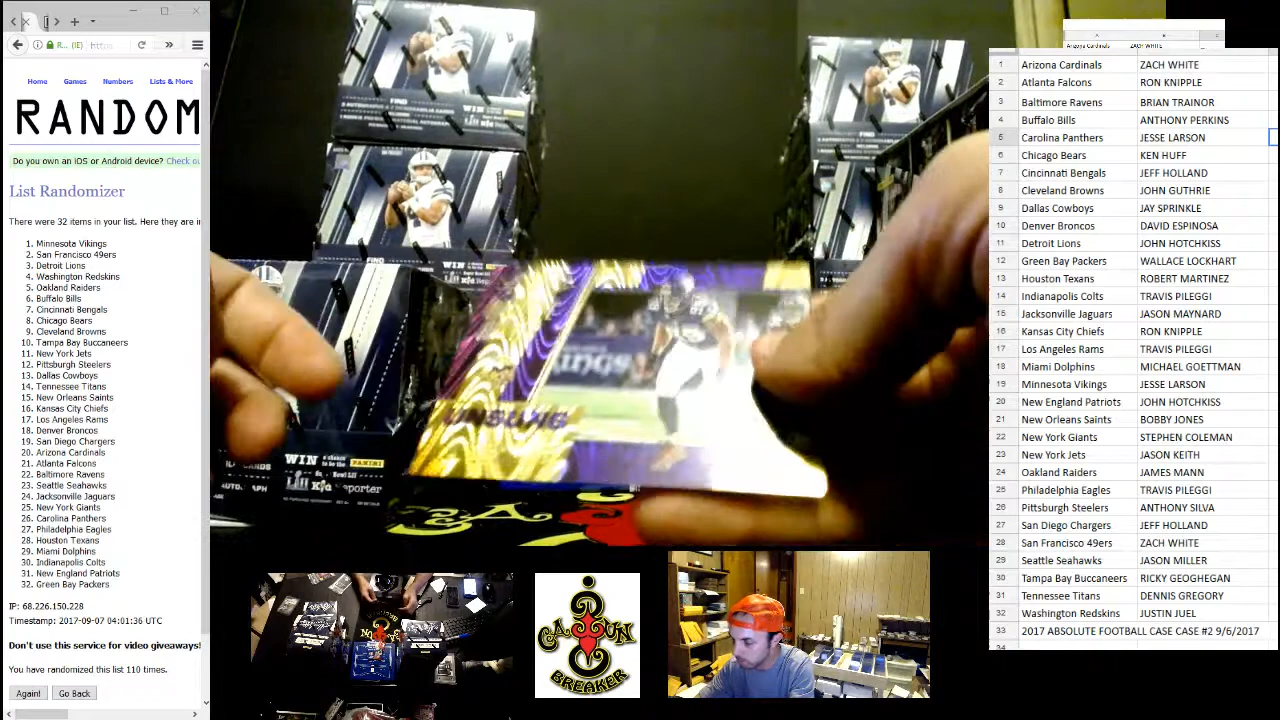 R... (IE)
https:
Home Games Numbers Lists & More
RANDOM
Do you own an iOS or Android device? Check ou
List Randomizer
There were 32 items in your list. Here they are i
1. Minnesota Vikings
2. San Francisco 49ers
3. Detroit Lions
4. Washington Redskins
5. Oakland Raiders
6. Buffalo Bills
7. Cincinnati Bengals
8. Chicago Bears
9. Cleveland Browns
10. Tampa Bay Buccaneers
11. New York Jets
12. Pittsburgh Steelers
13. Dallas Cowboys
14. Tennessee Titans
15. New Orleans Saints
16. Kansas City Chiefs
17. Los Angeles Rams
18. Denver Broncos
19. San Diego Chargers
20. Arizona Cardinals
21. Atlanta Falcons
22. Baltimore Ravens
23. Seattle Seahawks
24. Jacksonville Jaguars
25. New York Giants
26. Carolina Panthers
27. Philadelphia Eagles
28. Houston Texans
29. Miami Dolphins
30. Indianapolis Colts
31. New England Patriots
32. Green Bay Packers
IP: 68.226.150.228
Timestamp: 2017-09-07 04:01:36 UTC
Don't use this service for video giveaways!
You have randomized this list 110 times.
Again! Go Back
FIND
WIN
FIND
WIN
WIN
PANINI
LII Kid Reporter
UNSUNG
CAJUN
BREAKER
Arizona Cardinals ZACH WHITE
1 Arizona Cardinals ZACH WHITE
2 Atlanta Falcons RON KNIPPLE
3 Baltimore Ravens BRIAN TRAINOR
4 Buffalo Bills ANTHONY PERKINS
5 Carolina Panthers JESSE LARSON
6 Chicago Bears KEN HUFF
7 Cincinnati Bengals JEFF HOLLAND
8 Cleveland Browns JOHN GUTHRIE
9 Dallas Cowboys JAY SPRINKLE
10 Denver Broncos DAVID ESPINOSA
11 Detroit Lions JOHN HOTCHKISS
12 Green Bay Packers WALLACE LOCKHART
13 Houston Texans ROBERT MARTINEZ
14 Indianapolis Colts TRAVIS PILEGGI
15 Jacksonville Jaguars JASON MAYNARD
16 Kansas City Chiefs RON KNIPPLE
17 Los Angeles Rams TRAVIS PILEGGI
18 Miami Dolphins MICHAEL GOETTMAN
19 Minnesota Vikings JESSE LARSON
20 New England Patriots JOHN HOTCHKISS
21 New Orleans Saints BOBBY JONES
22 New York Giants STEPHEN COLEMAN
23 New York Jets JASON KEITH
24 Oakland Raiders JAMES MANN
25 Philadelphia Eagles TRAVIS PILEGGI
26 Pittsburgh Steelers ANTHONY SILVA
27 San Diego Chargers JEFF HOLLAND
28 San Francisco 49ers ZACH WHITE
29 Seattle Seahawks JASON MILLER
30 Tampa Bay Buccaneers RICKY GEOGHEGAN
31 Tennessee Titans DENNIS GREGORY
32 Washington Redskins JUSTIN JUEL
33 2017 ABSOLUTE FOOTBALL CASE CASE #2 9/6/2017